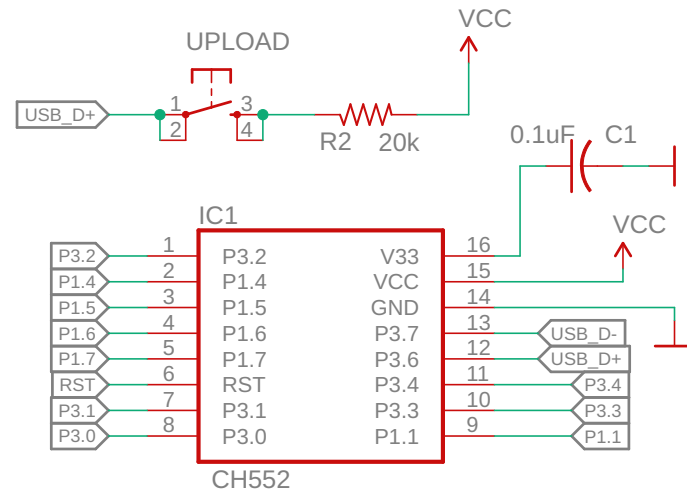 VCC
UPLOAD
USB_D+
1
3
2
4
R2
20k
0.1uF
C1
IC1
VCC
P3.2 1 P3.2 V33 16
P1.4 2 P1.4 VCC 15
P1.5 3 P1.5 GND 14
P1.6 4 P1.6 P3.7 13 USB_D-
P1.7 5 P1.7 P3.6 12 USB_D+
RST 6 RST P3.4 11 P3.4
P3.1 7 P3.1 P3.3 10 P3.3
P3.0 8 P3.0 P1.1 9 P1.1
CH552